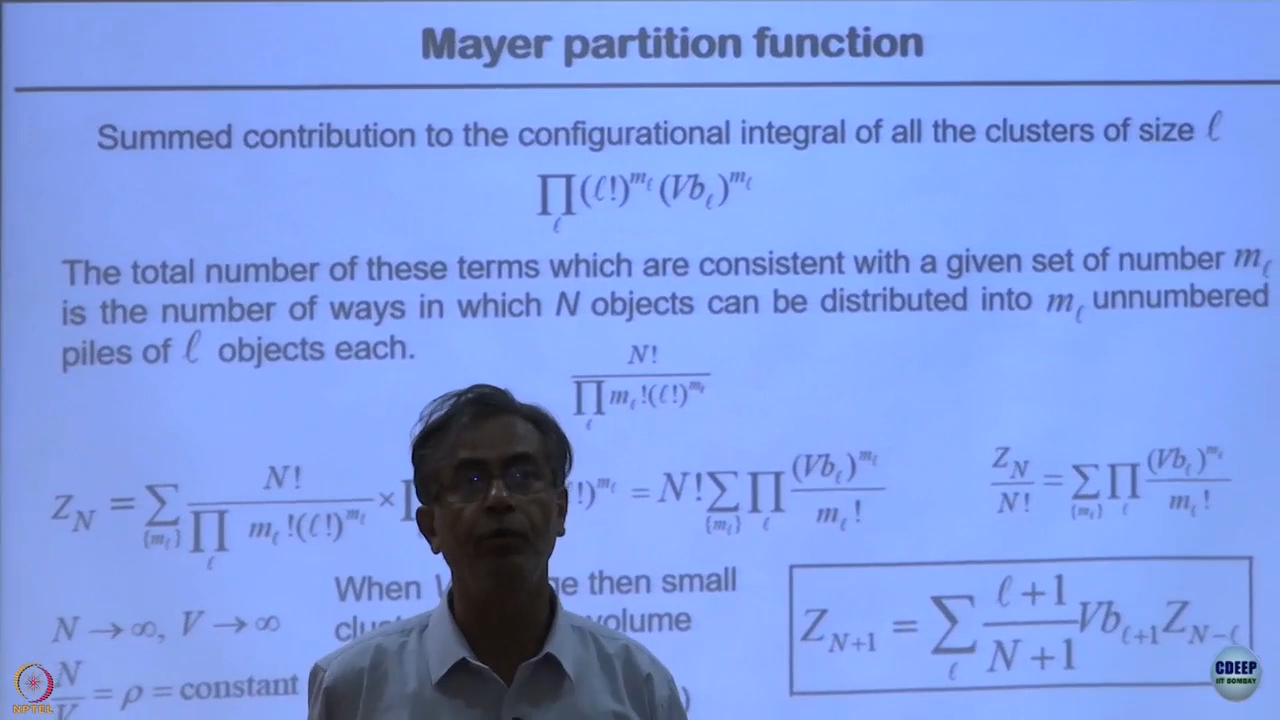 Mayer partition function
Summed contribution to the configurational integral of all the clusters of size ℓ
∏_ℓ (ℓ!)^{m_ℓ} (Vb_ℓ)^{m_ℓ}
The total number of these terms which are consistent with a given set of number m_ℓ
is the number of ways in which N objects can be distributed into m_ℓ unnumbered
piles of ℓ objects each.
N! / ∏_ℓ m_ℓ!(ℓ!)^{m_ℓ}
Z_N = ∑_{{m_ℓ}} N! / ∏_ℓ m_ℓ!(ℓ!)^{m_ℓ} × !)^{m_ℓ} = N! ∑_{{m_ℓ}} ∏_ℓ (Vb_ℓ)^{m_ℓ} / m_ℓ!
Z_N / N! = ∑_{{m_ℓ}} ∏_ℓ (Vb_ℓ)^{m_ℓ} / m_ℓ!
When then small
volume
N → ∞, V → ∞
N / V = ρ = constant
Z_{N+1} = ∑_ℓ (ℓ+1) / (N+1) Vb_{ℓ+1} Z_{N-ℓ}
NPTEL
CDEEP
IIT BOMBAY